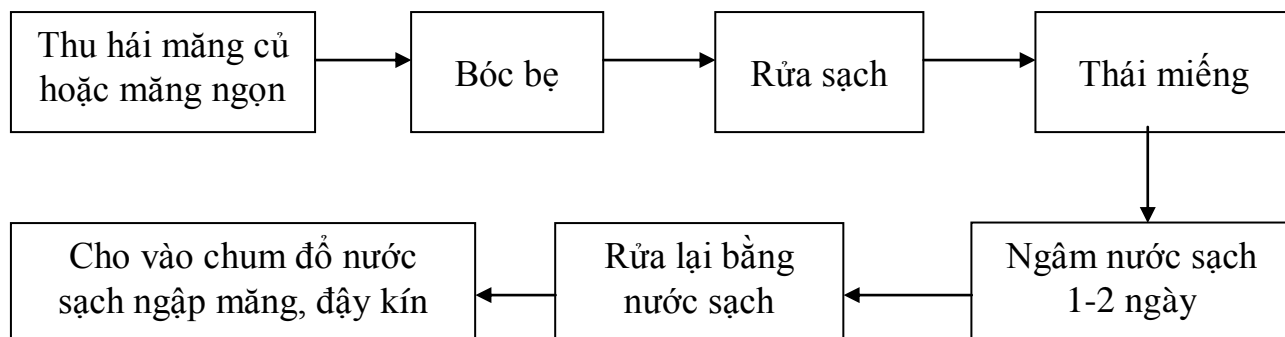 Thu hái măng củ
hoặc măng ngọn
Bóc bẹ
Rửa sạch
Thái miếng
Ngâm nước sạch
1-2 ngày
Rửa lại bằng
nước sạch
Cho vào chum đổ nước
sạch ngập măng, đậy kín